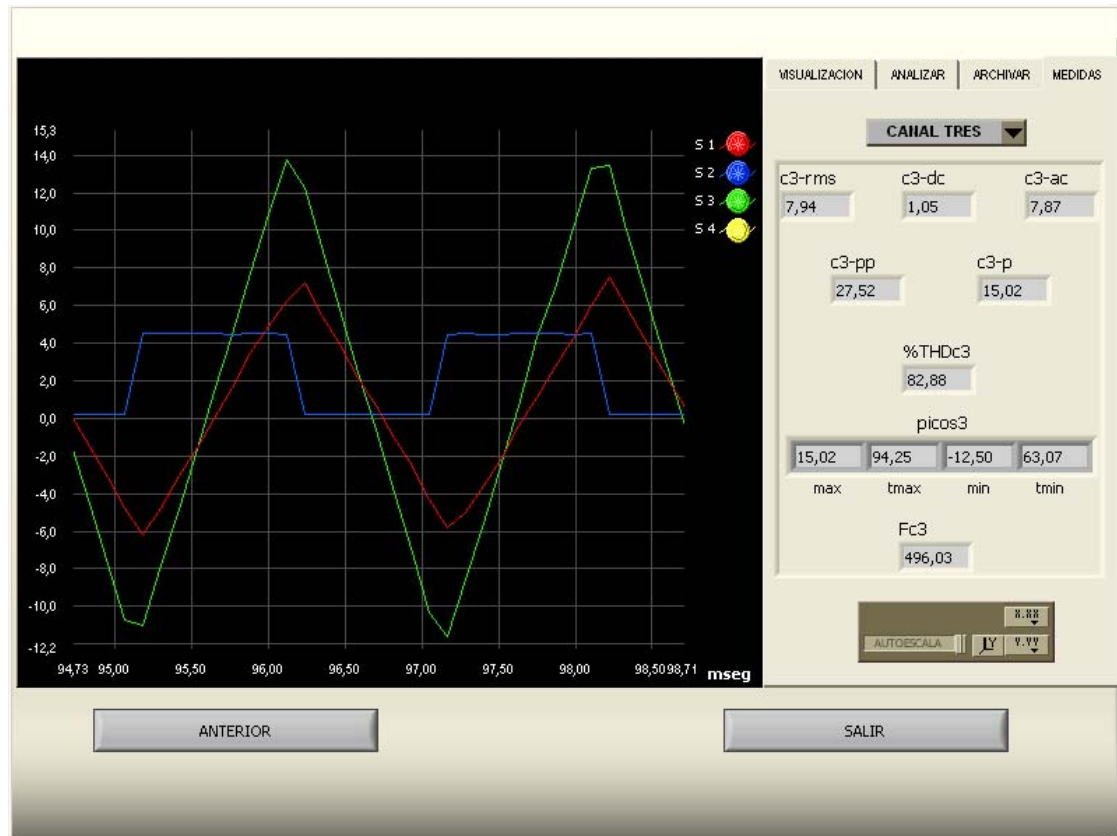 VISUALIZACION ANALIZAR ARCHIVAR MEDIDAS
CANAL TRES
15,3
14,0
12,0
10,0
8,0
6,0
4,0
2,0
0,0
-2,0
-4,0
-6,0
-8,0
-10,0
-12,2
94,73 95,00 95,50 96,00 96,50 97,00 97,50 98,00 98,50 98,71 mseg
S 1
S 2
S 3
S 4
c3-rms c3-dc c3-ac
7,94 1,05 7,87
c3-pp c3-p
27,52 15,02
%THDc3
82,88
picos3
15,02 94,25 -12,50 63,07
max tmax min tmin
Fc3
496,03
X.XX
AUTOESCALA Y Y.YY
ANTERIOR SALIR